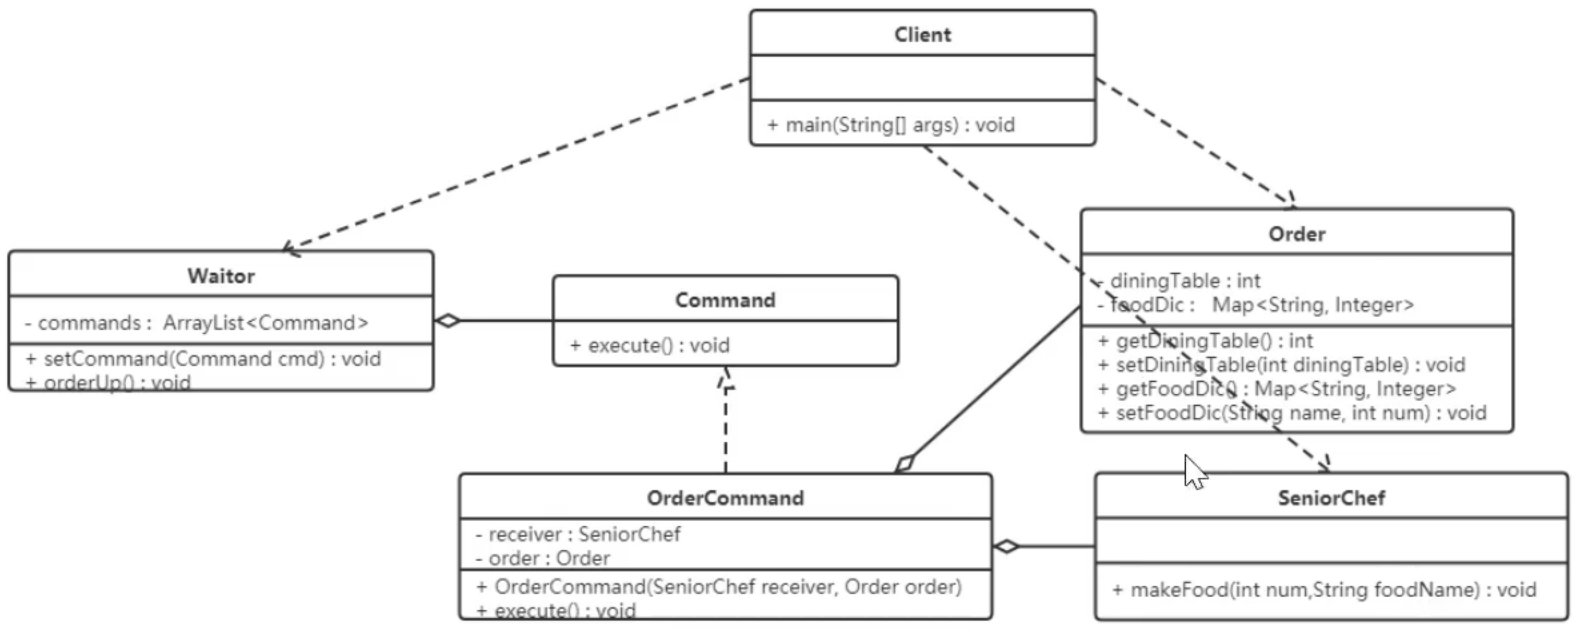 Client
+ main(String[] args) : void
Order
- diningTable : int
- foodDic : Map<String, Integer>
+ getDiningTable() : int
+ setDiningTable(int diningTable) : void
+ getFoodDic() : Map<String, Integer>
+ setFoodDic(String name, int num) : void
Waitor
- commands : ArrayList<Command>
+ setCommand(Command cmd) : void
+ orderUp() : void
Command
+ execute() : void
OrderCommand
- receiver : SeniorChef
- order : Order
+ OrderCommand(SeniorChef receiver, Order order)
+ execute() : void
SeniorChef
+ makeFood(int num,String foodName) : void